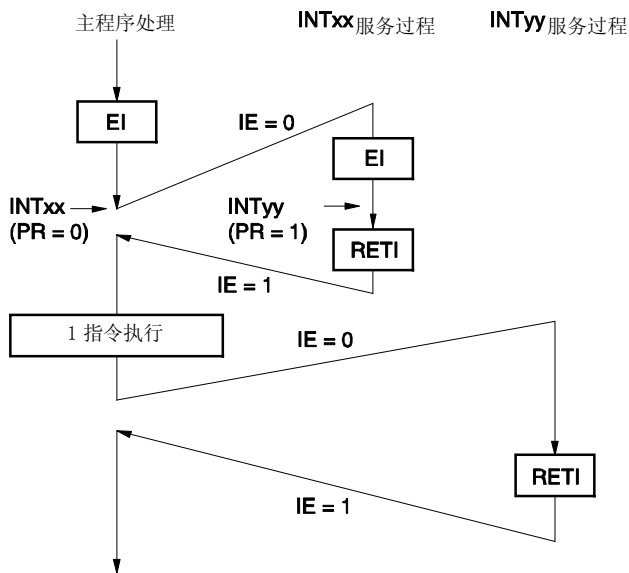 主程序处理
INTxx服务过程
INTyy服务过程
EI
IE = 0
EI
INTxx
(PR = 0)
INTyy
(PR = 1)
RETI
IE = 1
1 指令执行
IE = 0
RETI
IE = 1